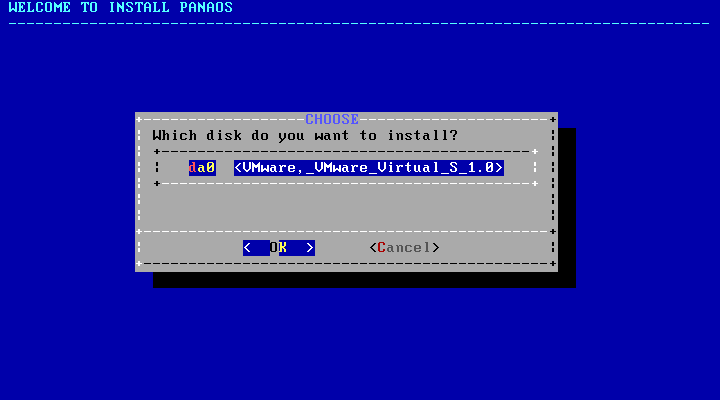 WELCOME TO INSTALL PANAOS
CHOOSE
Which disk do you want to install?
da0 <VMware,_VMware_Virtual_S_1.0>
< OK > <Cancel>